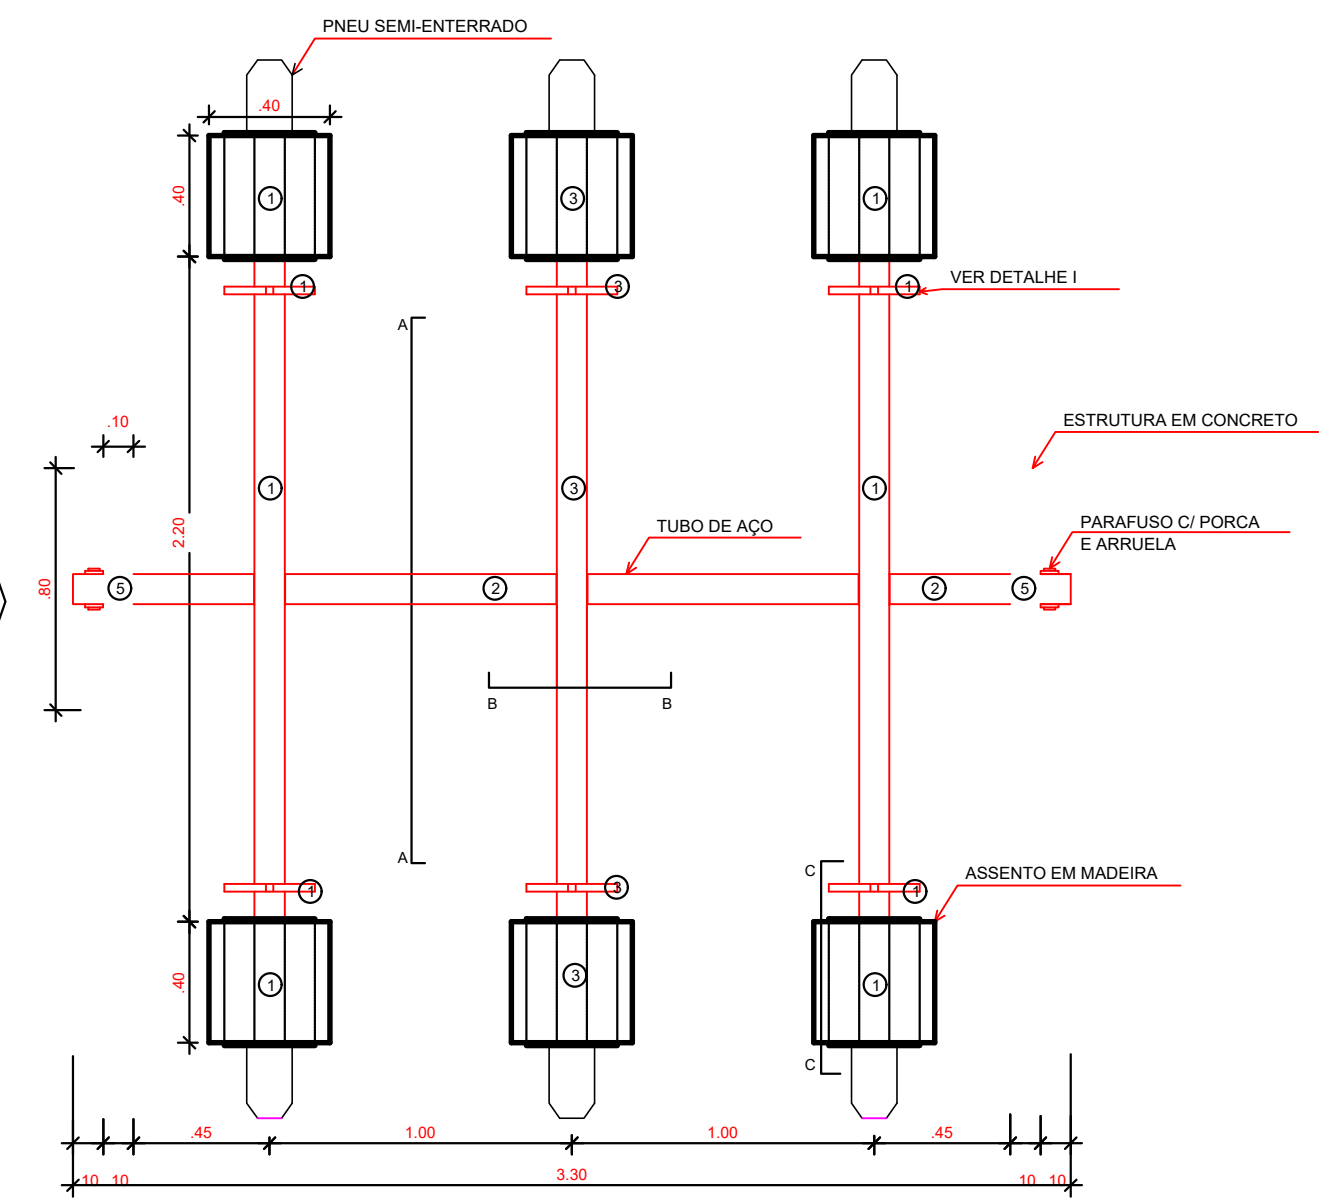 PNEU SEMI-ENTERRADO
.40
.40
1
3
1
1
3
1
VER DETALHE I
A
.10
ESTRUTURA EM CONCRETO
1
3
1
2.20
TUBO DE AÇO
PARAFUSO C/ PORCA
E ARRUELA
.80
5
2
2
5
B
B
A
1
3
1
C
ASSENTO EM MADEIRA
.40
1
3
1
C
.45
1.00
1.00
.45
10
10
3.30
10
10